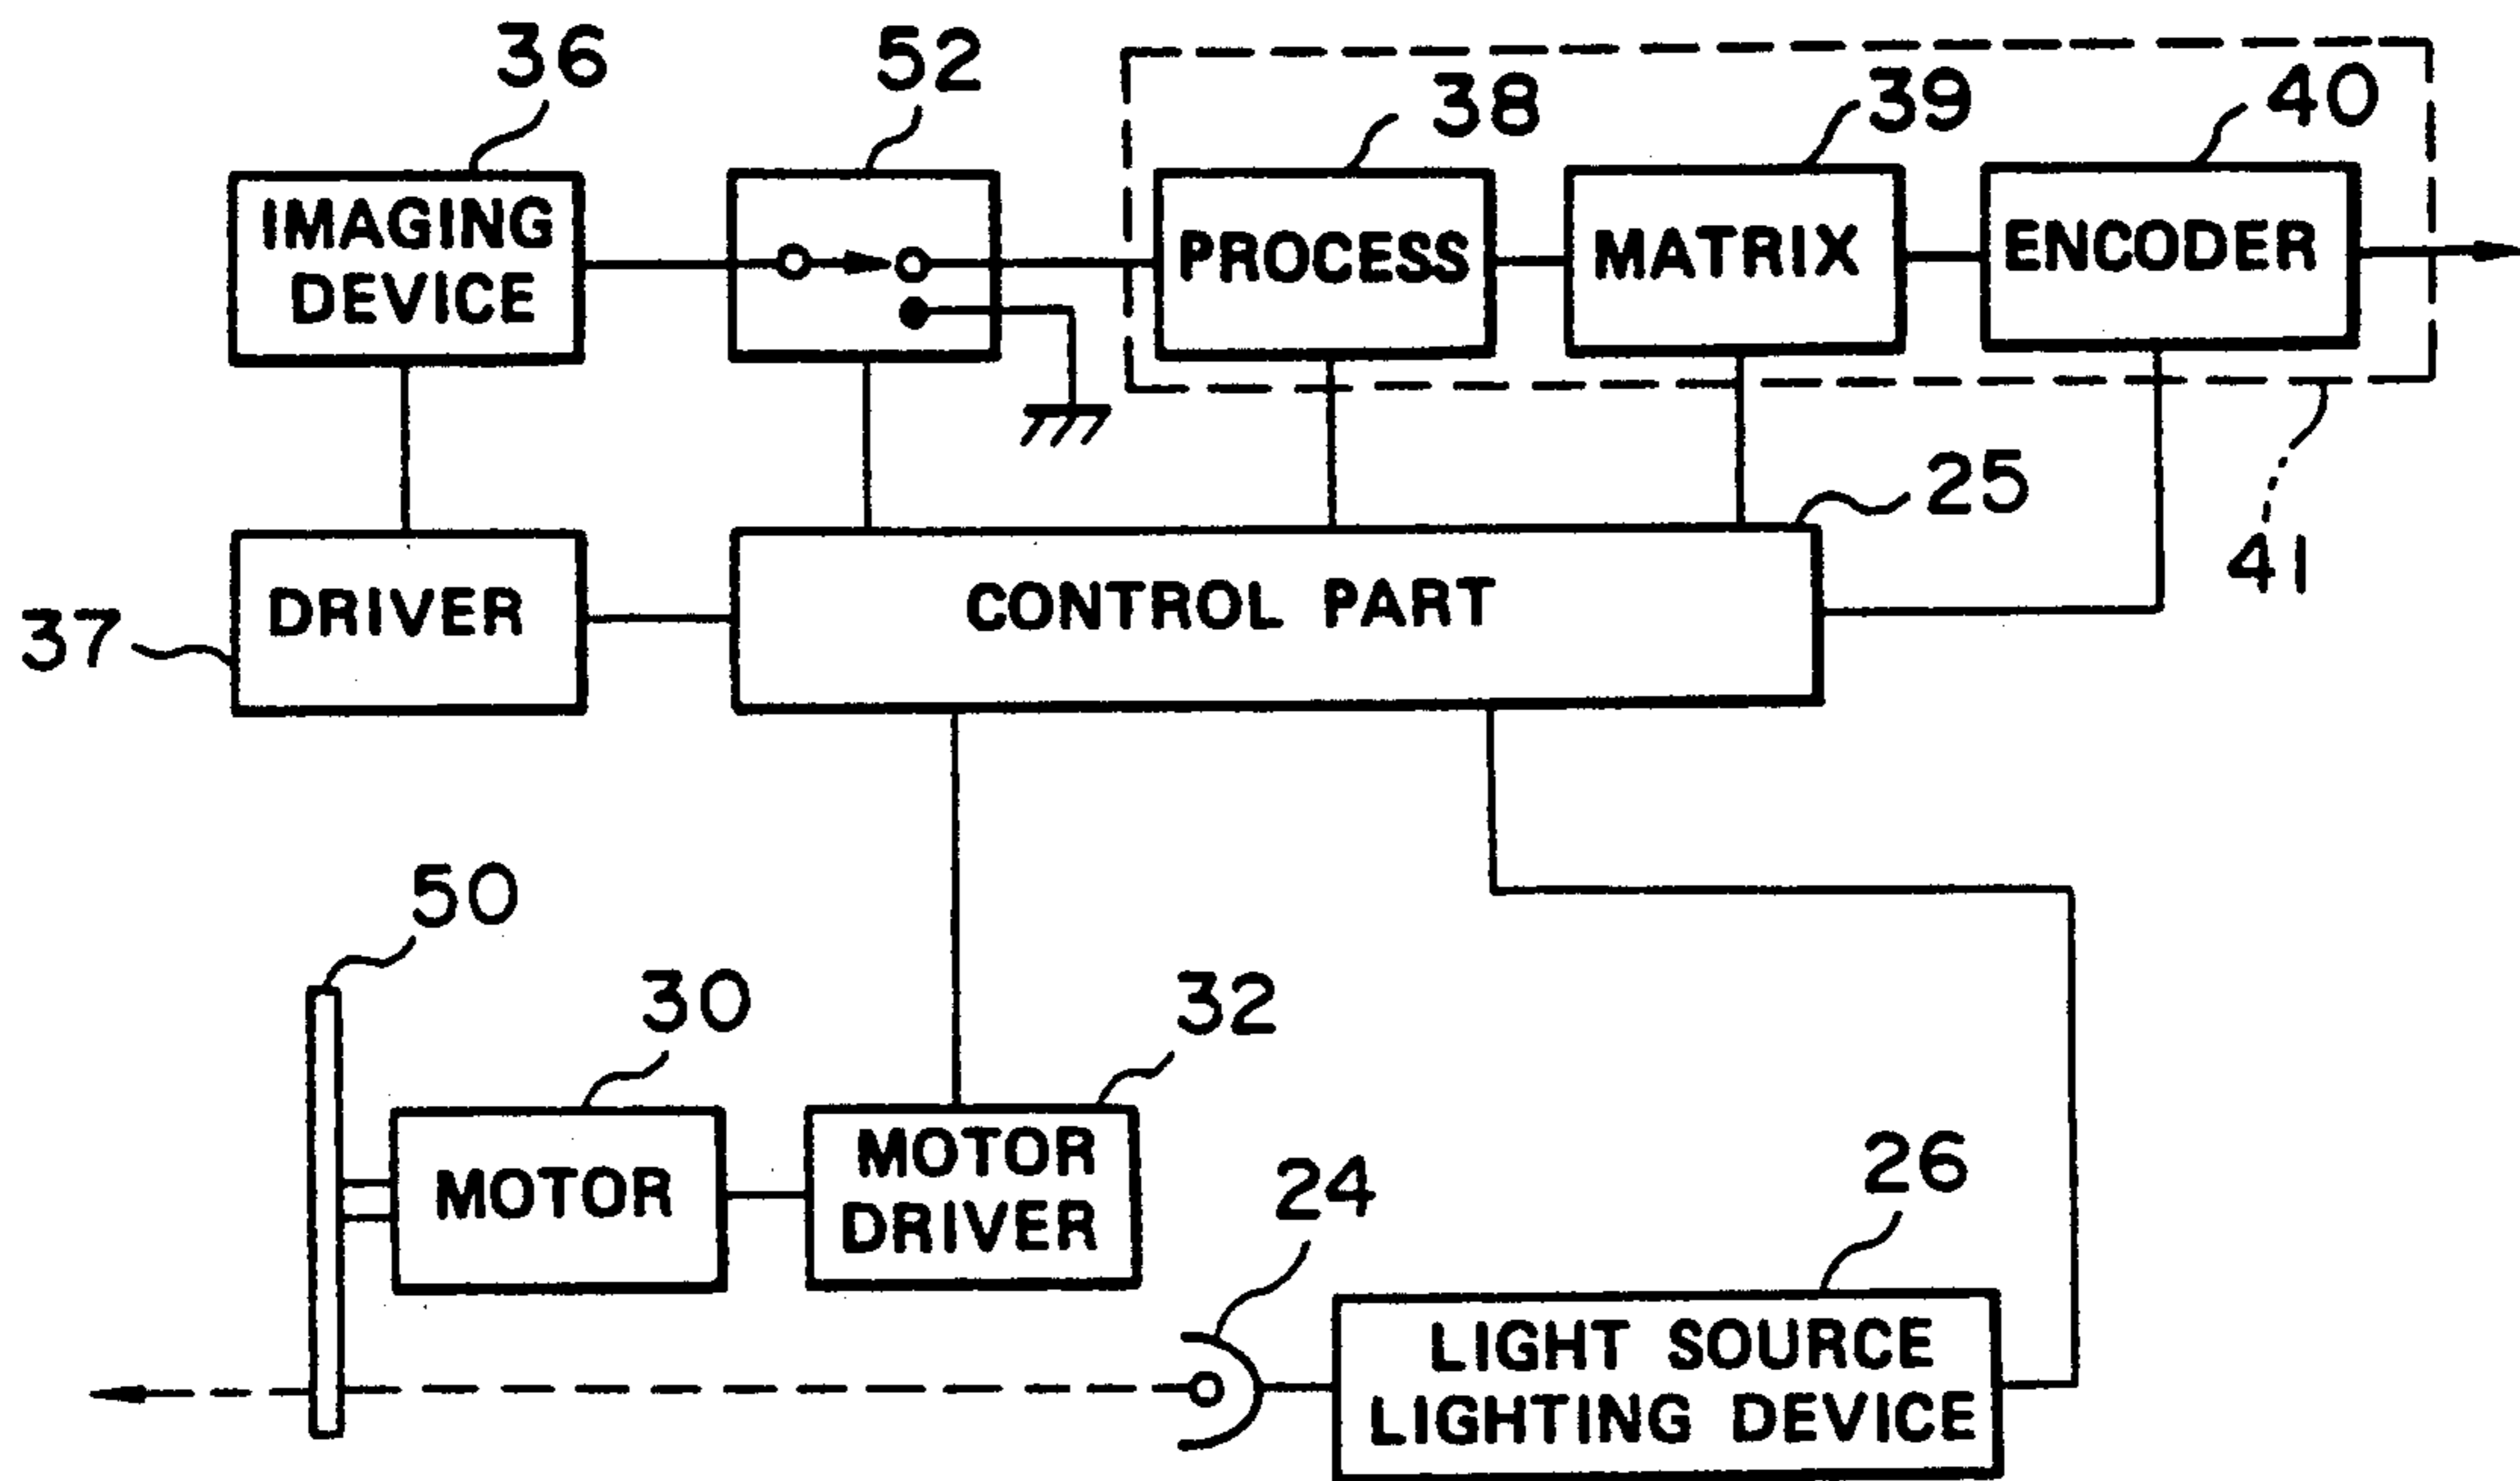 36
52
38
39
40
IMAGING
DEVICE
PROCESS
MATRIX
ENCODER
25
41
37
DRIVER
CONTROL PART
50
30
32
MOTOR
MOTOR
DRIVER
24
26
LIGHT SOURCE
LIGHTING DEVICE